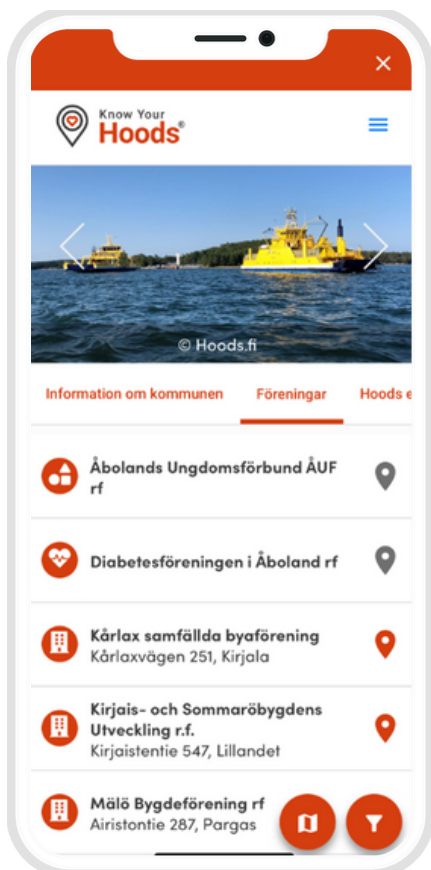 Know Your
Hoods®
© Hoods.fi
Information om kommunen Föreningar Hoods e
Åbolands Ungdomsförbund ÅUF
rf
Diabetesföreningen i Åboland rf
Kårlax samfällda byaförening
Kårlaxvägen 251, Kirjala
Kirjais- och Sommaröbygdens
Utveckling r.f.
Kirjaistentie 547, Lillandet
Mälö Bygdeförening rf
Airistontie 287, Pargas